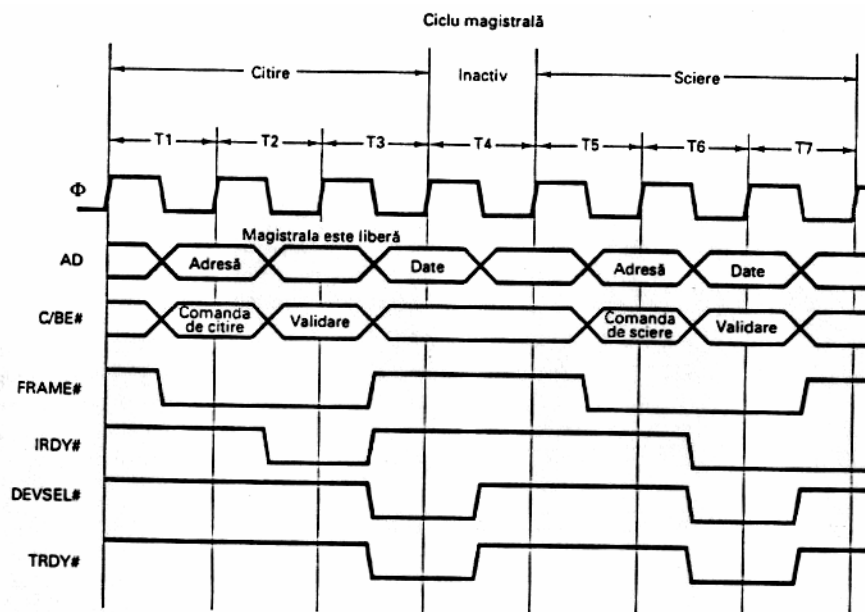 Ciclu magistrală
Citire Inactiv Sciere
T1 T2 T3 T4 T5 T6 T7
Φ
Magistrala este liberă
AD Adresă Date Adresă Date
C/BE# Comanda de citire Validare Comanda de sciere Validare
FRAME#
IRDY#
DEVSEL#
TRDY#